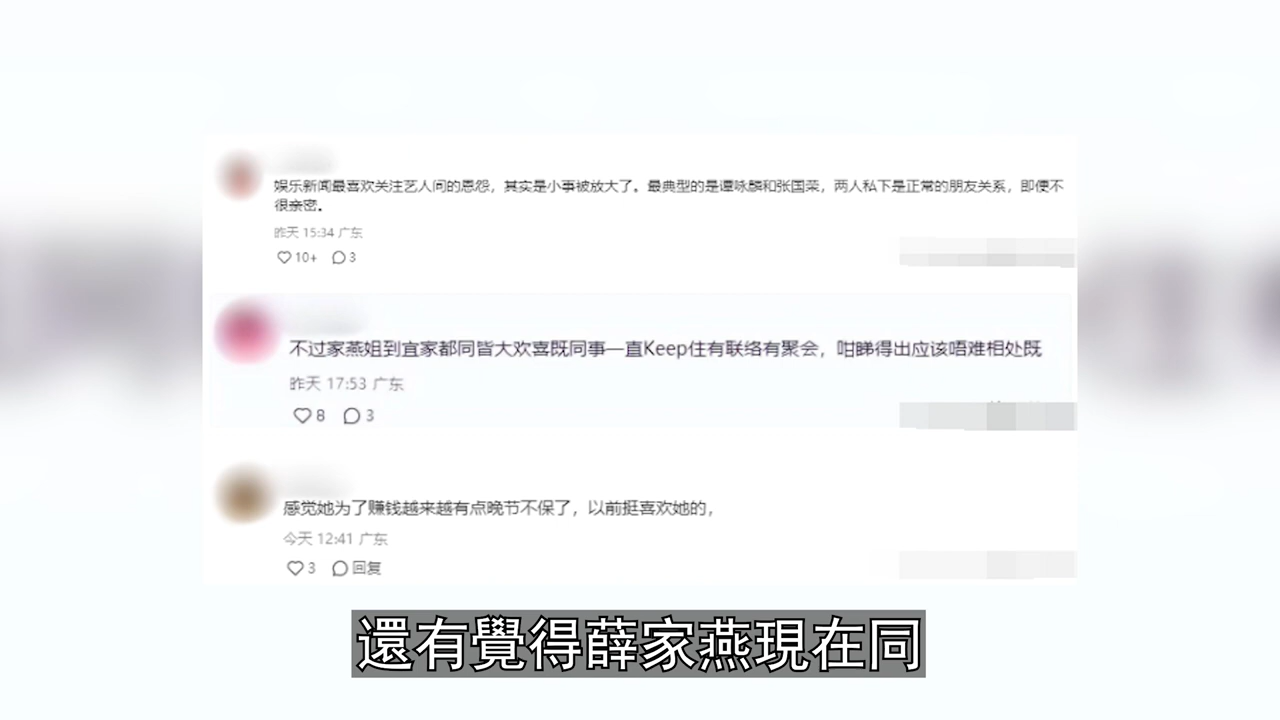 娱乐新闻最喜欢关注艺人间的恩怨，其实是小事被放大了。最典型的是谭咏麟和张国荣，两人私下是正常的朋友关系，即便不
很亲密。
昨天 15:34 广东
10+ 3
不过家燕姐到宜家都同皆大欢喜既同事一直Keep住有联络有聚会，咁睇得出应该唔难相处既
昨天 17:53 广东
8 3
感觉她为了赚钱越来越有点晚节不保了，以前挺喜欢她的，
今天 12:41 广东
3 回复
還有覺得薛家燕現在同